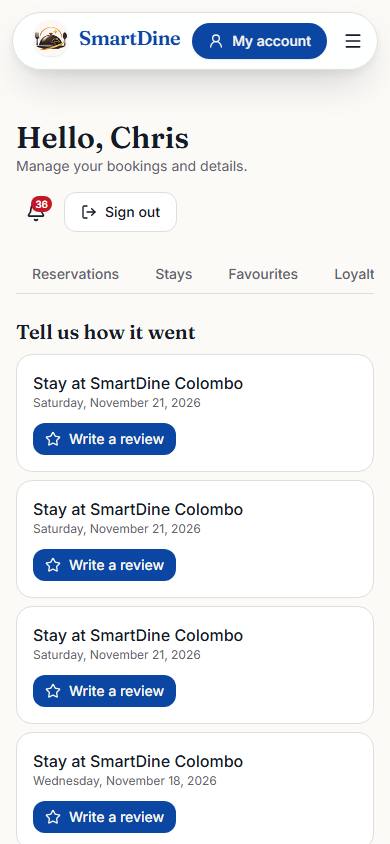 SmartDine
My account
Hello, Chris
Manage your bookings and details.
36
Sign out
Reservations Stays Favourites Loyalt
Tell us how it went
Stay at SmartDine Colombo
Saturday, November 21, 2026
Write a review
Stay at SmartDine Colombo
Saturday, November 21, 2026
Write a review
Stay at SmartDine Colombo
Saturday, November 21, 2026
Write a review
Stay at SmartDine Colombo
Wednesday, November 18, 2026
Write a review